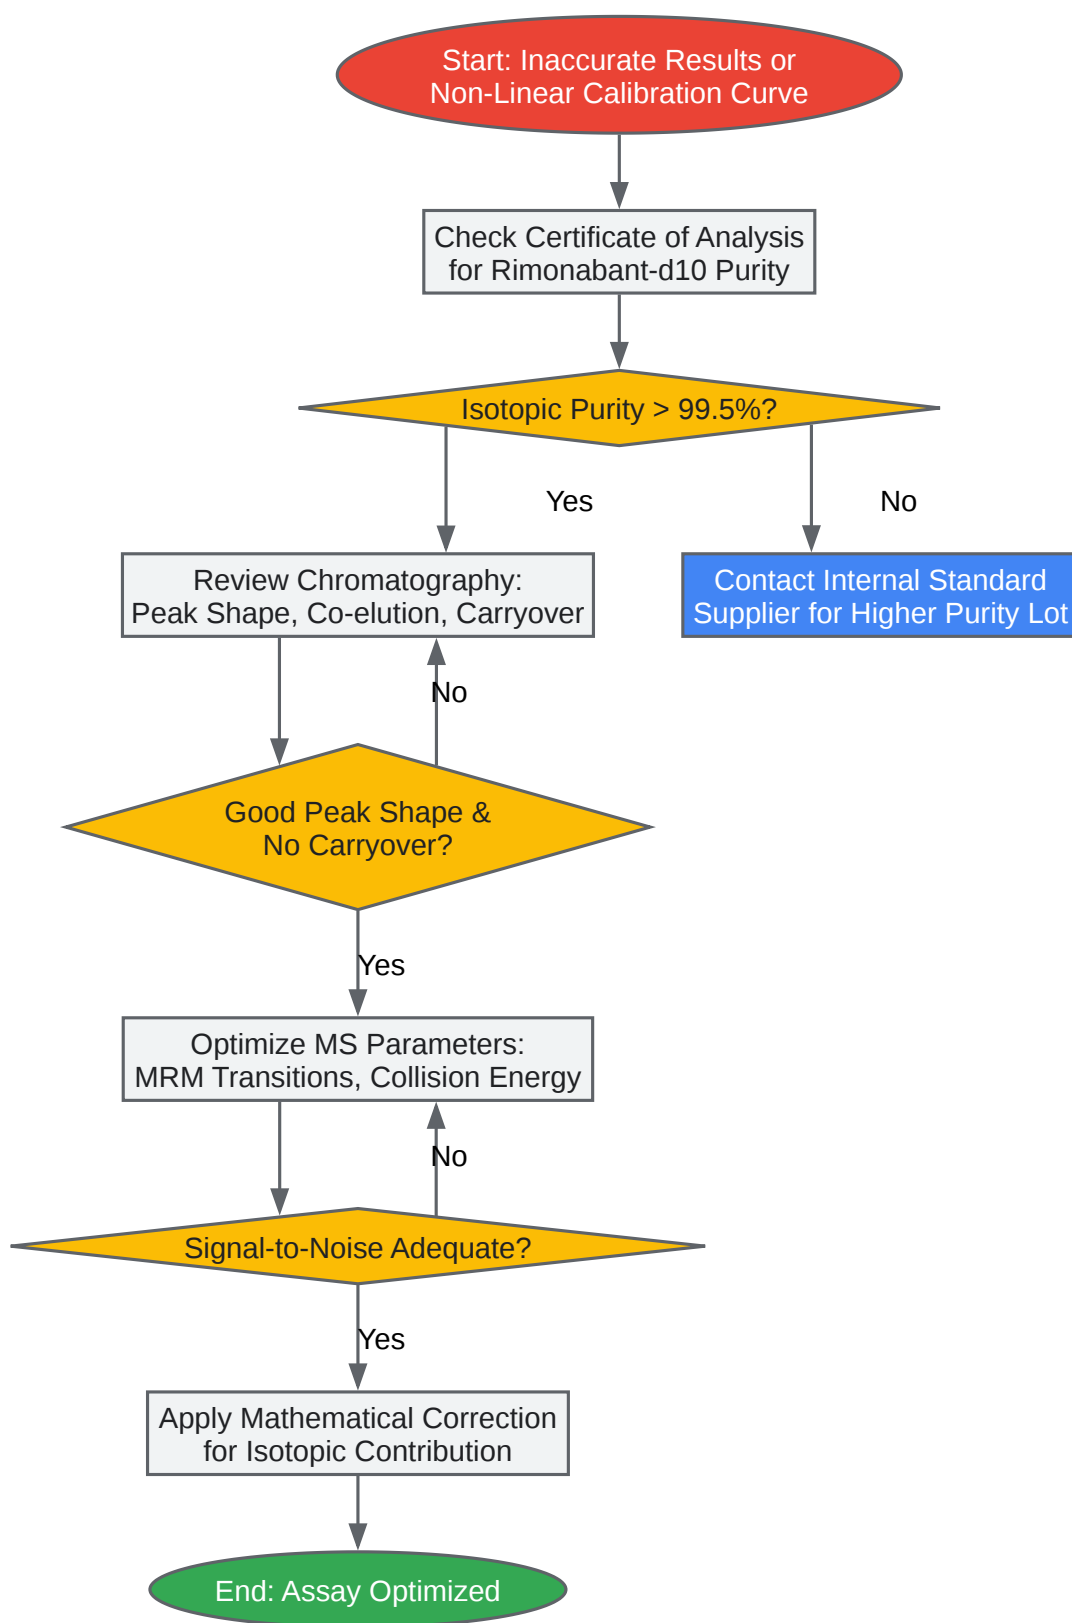 Start: Inaccurate Results or
Non-Linear Calibration Curve
Check Certificate of Analysis
for Rimonabant-d10 Purity
Isotopic Purity > 99.5%?
Yes
No
Review Chromatography:
Peak Shape, Co-elution, Carryover
Contact Internal Standard
Supplier for Higher Purity Lot
No
Good Peak Shape &
No Carryover?
Yes
Optimize MS Parameters:
MRM Transitions, Collision Energy
No
Signal-to-Noise Adequate?
Yes
Apply Mathematical Correction
for Isotopic Contribution
End: Assay Optimized